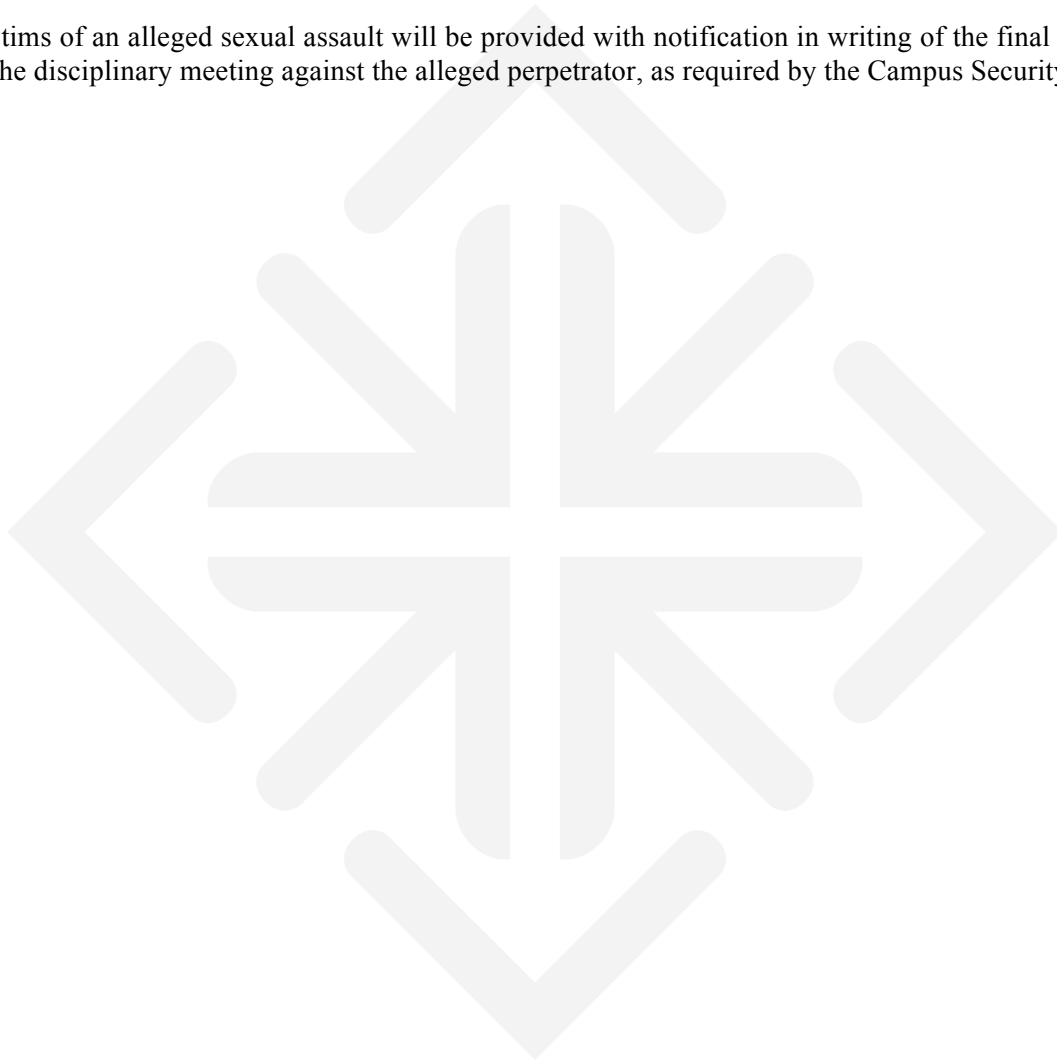 tims of an alleged sexual assault will be provided with notification in writing of the final
he disciplinary meeting against the alleged perpetrator, as required by the Campus Security